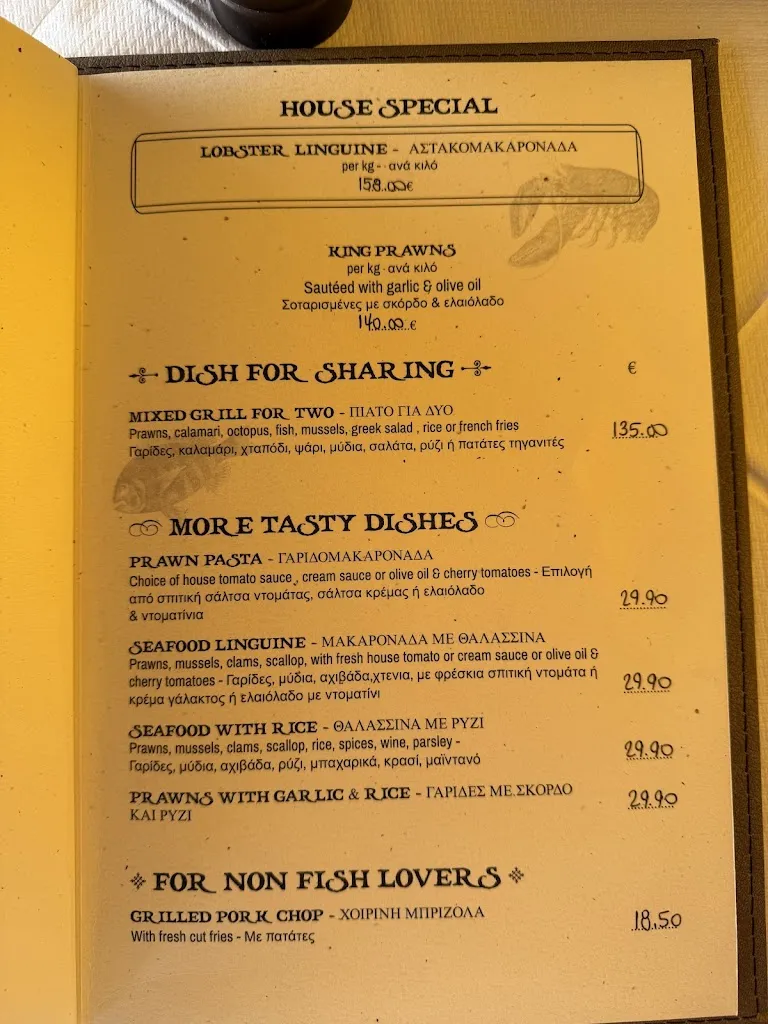 HOUSE SPECIAL
LOBSTER LINGUINE - ΑΣΤΑΚΟΜΑΚΑΡΟΝΑΔΑ
per kg - ανά κιλό
158.00€
KING PRAWNS
per kg - ανά κιλό
Sautéed with garlic & olive oil
Σοταρισμένες με σκόρδο & ελαιόλαδο
140.00 €
DISH FOR SHARING €
MIXED GRILL FOR TWO - ΠΙΑΤΟ ΓΙΑ ΔΥΟ
Prawns, calamari, octopus, fish, mussels, greek salad , rice or french fries 135.00
Γαρίδες, καλαμάρι, χταπόδι, ψάρι, μύδια, σαλάτα, ρύζι ή πατάτες τηγανιτές
MORE TASTY DISHES
PRAWN PASTA - ΓΑΡΙΔΟΜΑΚΑΡΟΝΑΔΑ
Choice of house tomato sauce , cream sauce or olive oil & cherry tomatoes - Επιλογή
από σπιτική σάλτσα ντομάτας, σάλτσα κρέμας ή ελαιόλαδο 29.90
& ντοματίνια
SEAFOOD LINGUINE - ΜΑΚΑΡΟΝΑΔΑ ΜΕ ΘΑΛΑΣΣΙΝΑ
Prawns, mussels, clams, scallop, with fresh house tomato or cream sauce or olive oil &
cherry tomatoes - Γαρίδες, μύδια, αχιβάδα,χτενια, με φρέσκια σπιτική ντομάτα ή 29.90
κρέμα γάλακτος ή ελαιόλαδο με ντοματίνι
SEAFOOD WITH RICE - ΘΑΛΑΣΣΙΝΑ ΜΕ ΡΥΖΙ
Prawns, mussels, clams, scallop, rice, spices, wine, parsley - 29.90
Γαρίδες, μύδια, αχιβάδα, ρύζι, μπαχαρικά, κρασί, μαϊντανό
PRAWNS WITH GARLIC & RICE - ΓΑΡΙΔΕΣ ΜΕ ΣΚΟΡΔΟ 29.90
ΚΑΙ ΡΥΖΙ
FOR NON FISH LOVERS
GRILLED PORK CHOP - ΧΟΙΡΙΝΗ ΜΠΡΙΖΟΛΑ 18.50
With fresh cut fries - Με πατάτες